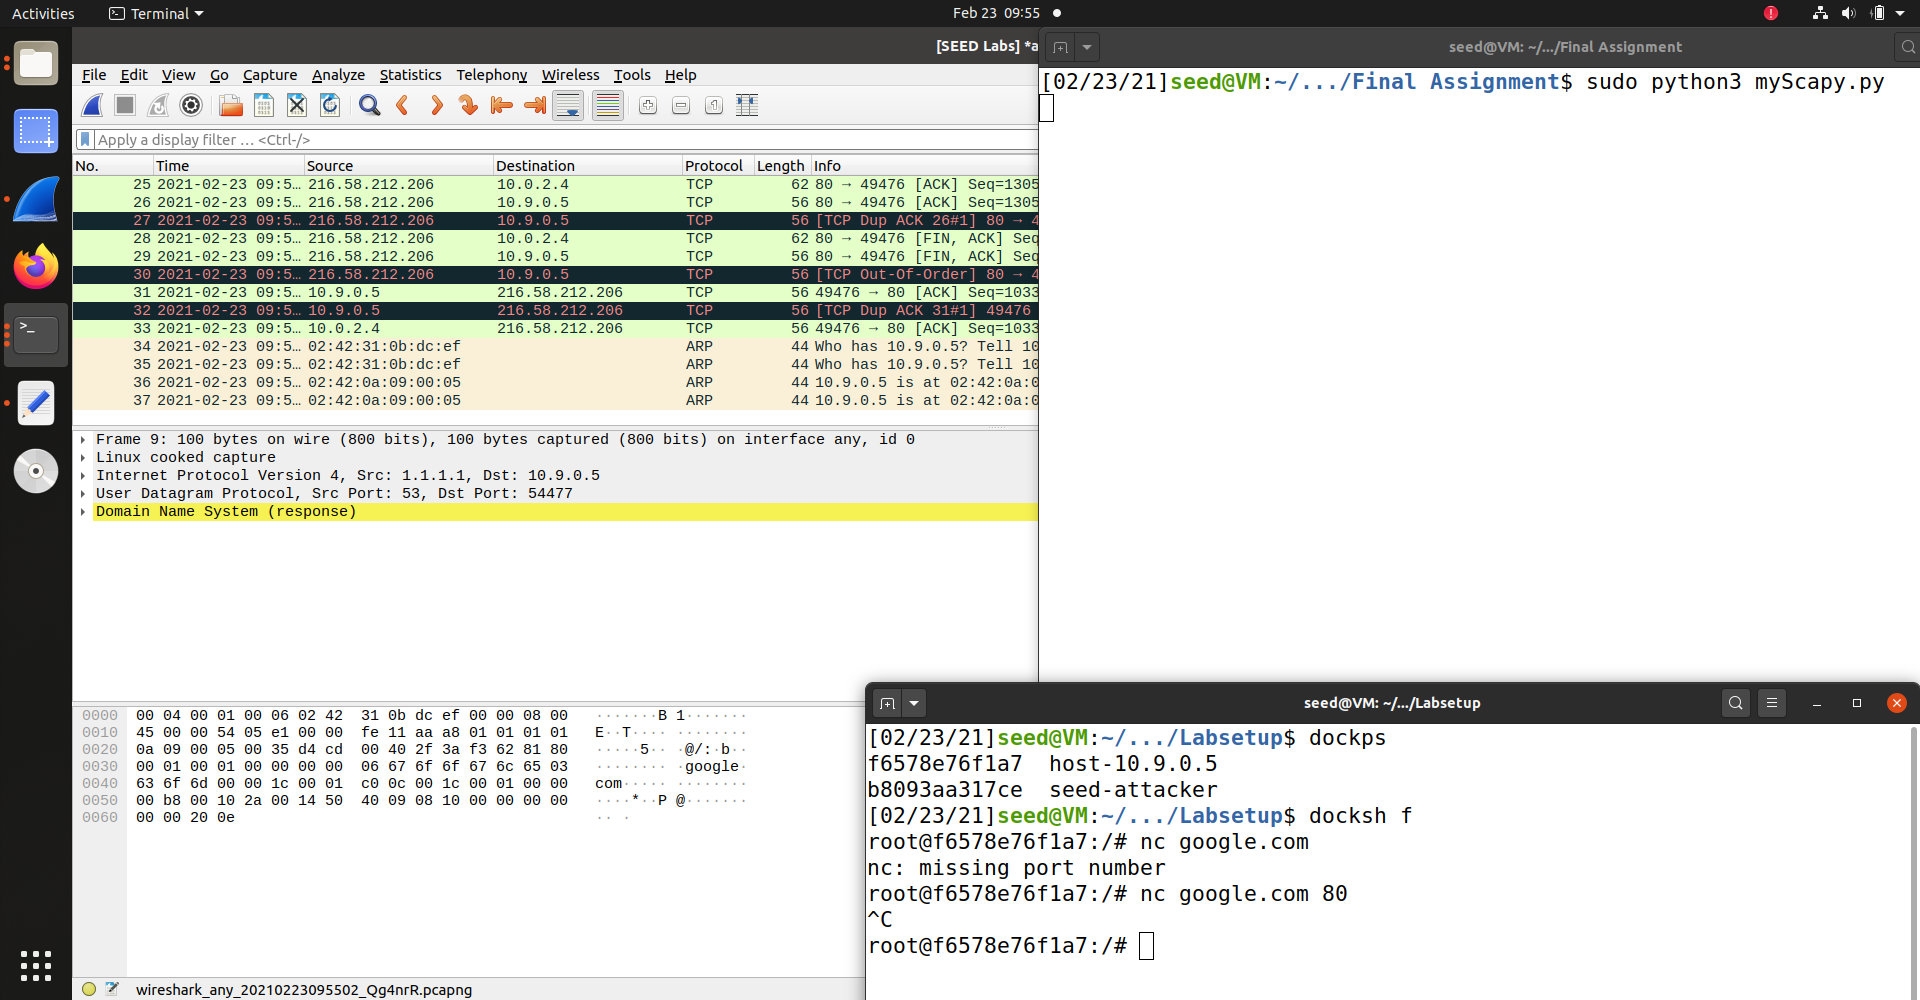 Activities
Terminal
Feb 23 09:55
[SEED Labs] *a
File Edit View Go Capture Analyze Statistics Telephony Wireless Tools Help
Apply a display filter … <Ctrl-/>
No. Time Source Destination Protocol Length Info
25 2021-02-23 09:5… 216.58.212.206 10.0.2.4 TCP 62 80 → 49476 [ACK] Seq=1305
26 2021-02-23 09:5… 216.58.212.206 10.9.0.5 TCP 56 80 → 49476 [ACK] Seq=1305
27 2021-02-23 09:5… 216.58.212.206 10.9.0.5 TCP 56 [TCP Dup ACK 26#1] 80 → 4
28 2021-02-23 09:5… 216.58.212.206 10.0.2.4 TCP 62 80 → 49476 [FIN, ACK] Seq
29 2021-02-23 09:5… 216.58.212.206 10.9.0.5 TCP 56 80 → 49476 [FIN, ACK] Seq
30 2021-02-23 09:5… 216.58.212.206 10.9.0.5 TCP 56 [TCP Out-Of-Order] 80 → 4
31 2021-02-23 09:5… 10.9.0.5 216.58.212.206 TCP 56 49476 → 80 [ACK] Seq=1033
32 2021-02-23 09:5… 10.9.0.5 216.58.212.206 TCP 56 [TCP Dup ACK 31#1] 49476
33 2021-02-23 09:5… 10.0.2.4 216.58.212.206 TCP 56 49476 → 80 [ACK] Seq=1033
34 2021-02-23 09:5… 02:42:31:0b:dc:ef ARP 44 Who has 10.9.0.5? Tell 10
35 2021-02-23 09:5… 02:42:31:0b:dc:ef ARP 44 Who has 10.9.0.5? Tell 10
36 2021-02-23 09:5… 02:42:0a:09:00:05 ARP 44 10.9.0.5 is at 02:42:0a:0
37 2021-02-23 09:5… 02:42:0a:09:00:05 ARP 44 10.9.0.5 is at 02:42:0a:0
Frame 9: 100 bytes on wire (800 bits), 100 bytes captured (800 bits) on interface any, id 0
Linux cooked capture
Internet Protocol Version 4, Src: 1.1.1.1, Dst: 10.9.0.5
User Datagram Protocol, Src Port: 53, Dst Port: 54477
Domain Name System (response)
0000 00 04 00 01 00 06 02 42 31 0b dc ef 00 00 08 00 ·······B 1·······
0010 45 00 00 54 05 e1 00 00 fe 11 aa a8 01 01 01 01 E··T···· ········
0020 0a 09 00 05 00 35 d4 cd 00 40 2f 3a f3 62 81 80 ·····5·· ·@/:·b··
0030 00 01 00 01 00 00 00 00 06 67 6f 6f 67 6c 65 03 ········ ·google·
0040 63 6f 6d 00 00 1c 00 01 c0 0c 00 1c 00 01 00 00 com····· ········
0050 00 b8 00 10 2a 00 14 50 40 09 08 10 00 00 00 00 ····*··P @·······
0060 00 00 20 0e ·· ·
wireshark_any_20210223095502_Qg4nrR.pcapng
seed@VM: ~/.../Final Assignment
[02/23/21]seed@VM:~/.../Final Assignment$ sudo python3 myScapy.py
seed@VM: ~/.../Labsetup
[02/23/21]seed@VM:~/.../Labsetup$ dockps
f6578e76f1a7 host-10.9.0.5
b8093aa317ce seed-attacker
[02/23/21]seed@VM:~/.../Labsetup$ docksh f
root@f6578e76f1a7:/# nc google.com
nc: missing port number
root@f6578e76f1a7:/# nc google.com 80
^C
root@f6578e76f1a7:/#